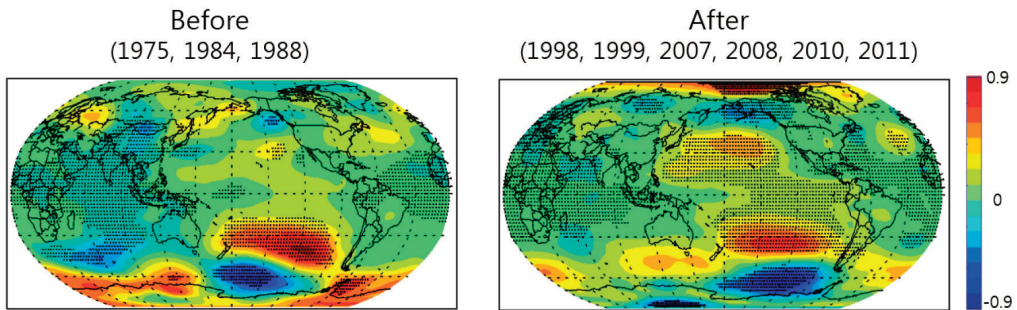 Before
(1975, 1984, 1988)
After
(1998, 1999, 2007, 2008, 2010, 2011)
0.9
0
-0.9